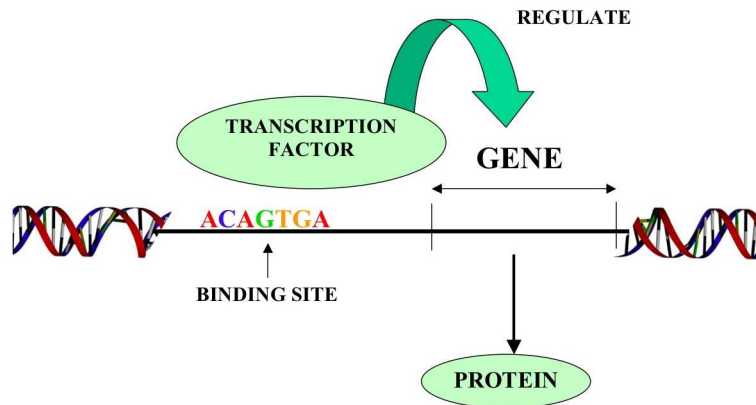 REGULATE
TRANSCRIPTION
FACTOR
GENE
ACAGTGA
BINDING SITE
PROTEIN